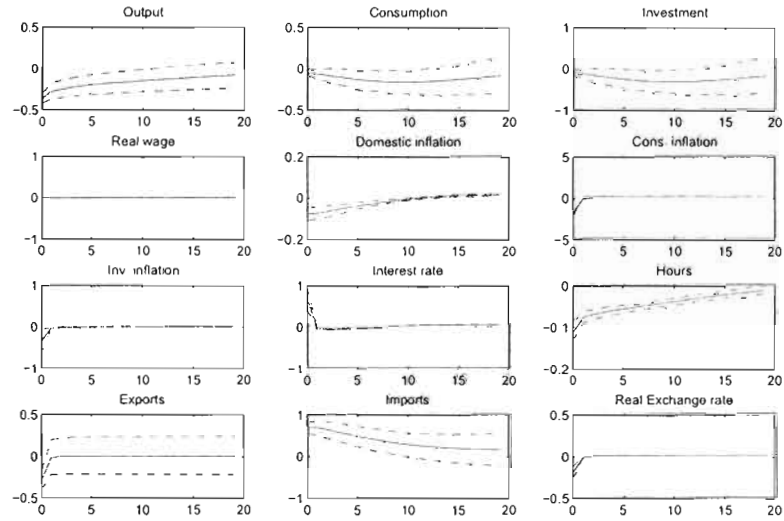 Output Consumption Investment
0.5 0.5 1
0 0 0
−0.5 −0.5 −1
0 5 10 15 20 0 5 10 15 20 0 5 10 15 20
Real wage Domestic inflation Cons. inflation
1 0.2 5
0 0 0
−1 −0.2 −5
0 5 10 15 20 0 5 10 15 20 0 5 10 15 20
Inv inflation Interest rate Hours
1 1 0
0 0 −0.1
−1 −1 −0.2
0 5 10 15 20 0 5 10 15 20 0 5 10 15 20
Exports Imports Real Exchange rate
0.5 1 0.5
0 0 0
−0.5 −1 −0.5
0 5 10 15 20 0 5 10 15 20 0 5 10 15 20